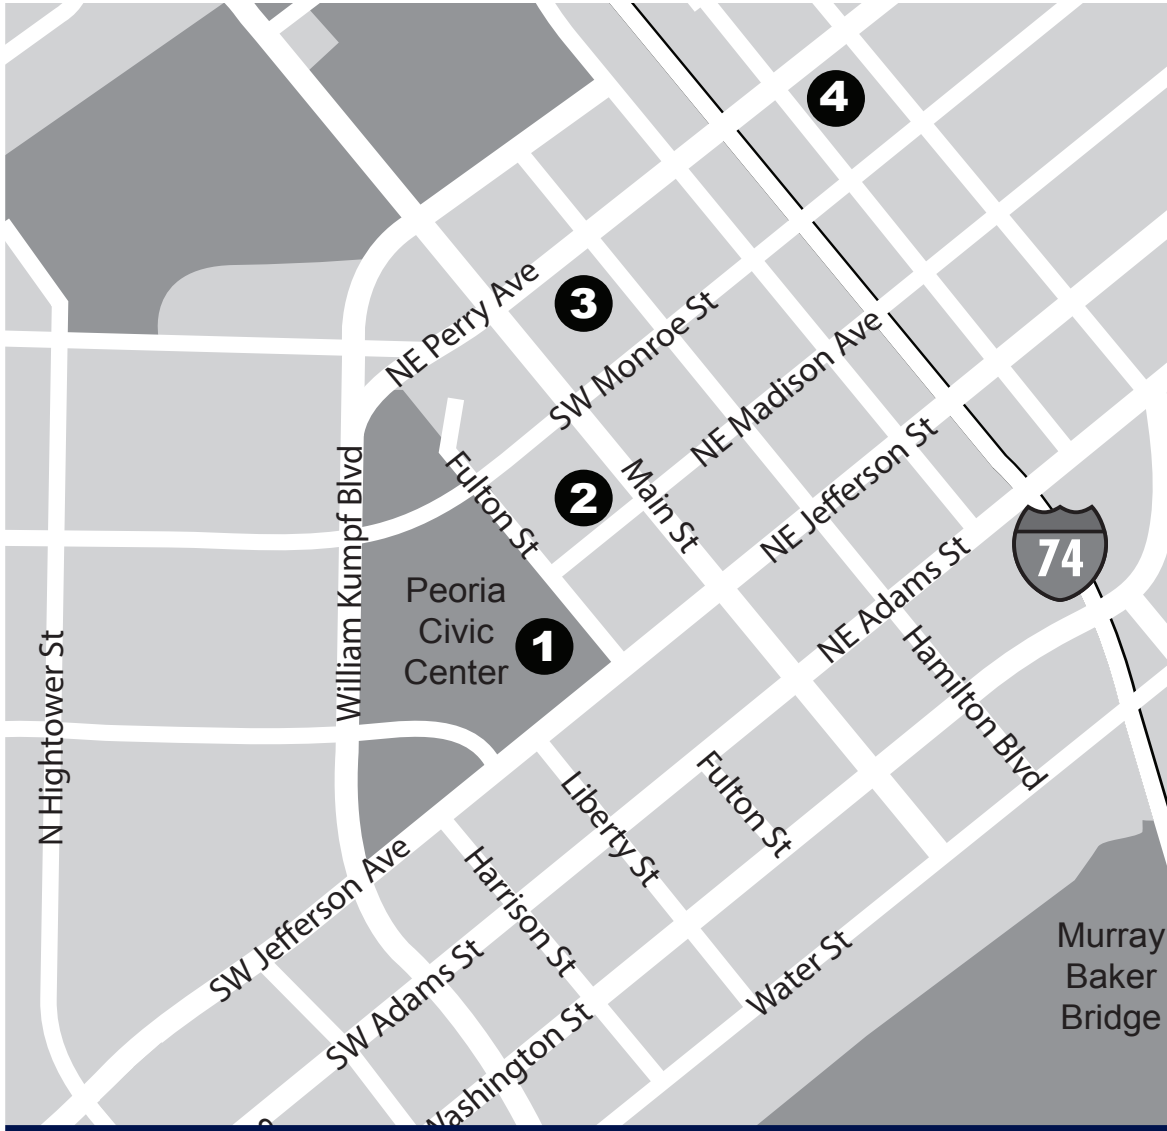 4
NE Perry Ave
3
SW Monroe St
NE Madison Ave
Fulton St
2
Main St
NE Jefferson St
William Kumpf Blvd
74
Peoria
Civic
Center
1
NE Adams St
N Hightower St
Hamilton Blvd
Fulton St
Liberty St
Harrison St
SW Jefferson Ave
SW Adams St
Water St
Washington St
Murray
Baker
Bridge